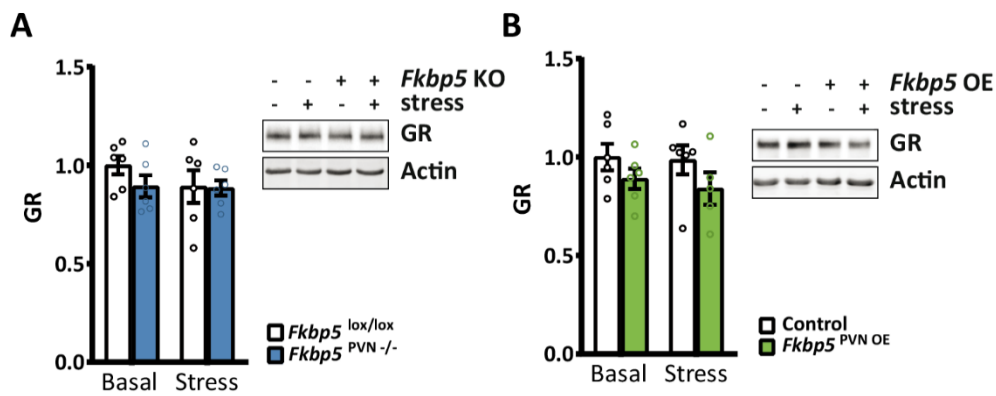 A
1.5
1.0
0.5
0.0
GR
Basal Stress
- - + + Fkbp5 KO
- + - + stress
GR
Actin
Fkbp5 lox/lox
Fkbp5 PVN -/-
B
1.5
1.0
0.5
0.0
GR
Basal Stress
- - + + Fkbp5 OE
- + - + stress
GR
Actin
Control
Fkbp5 PVN OE